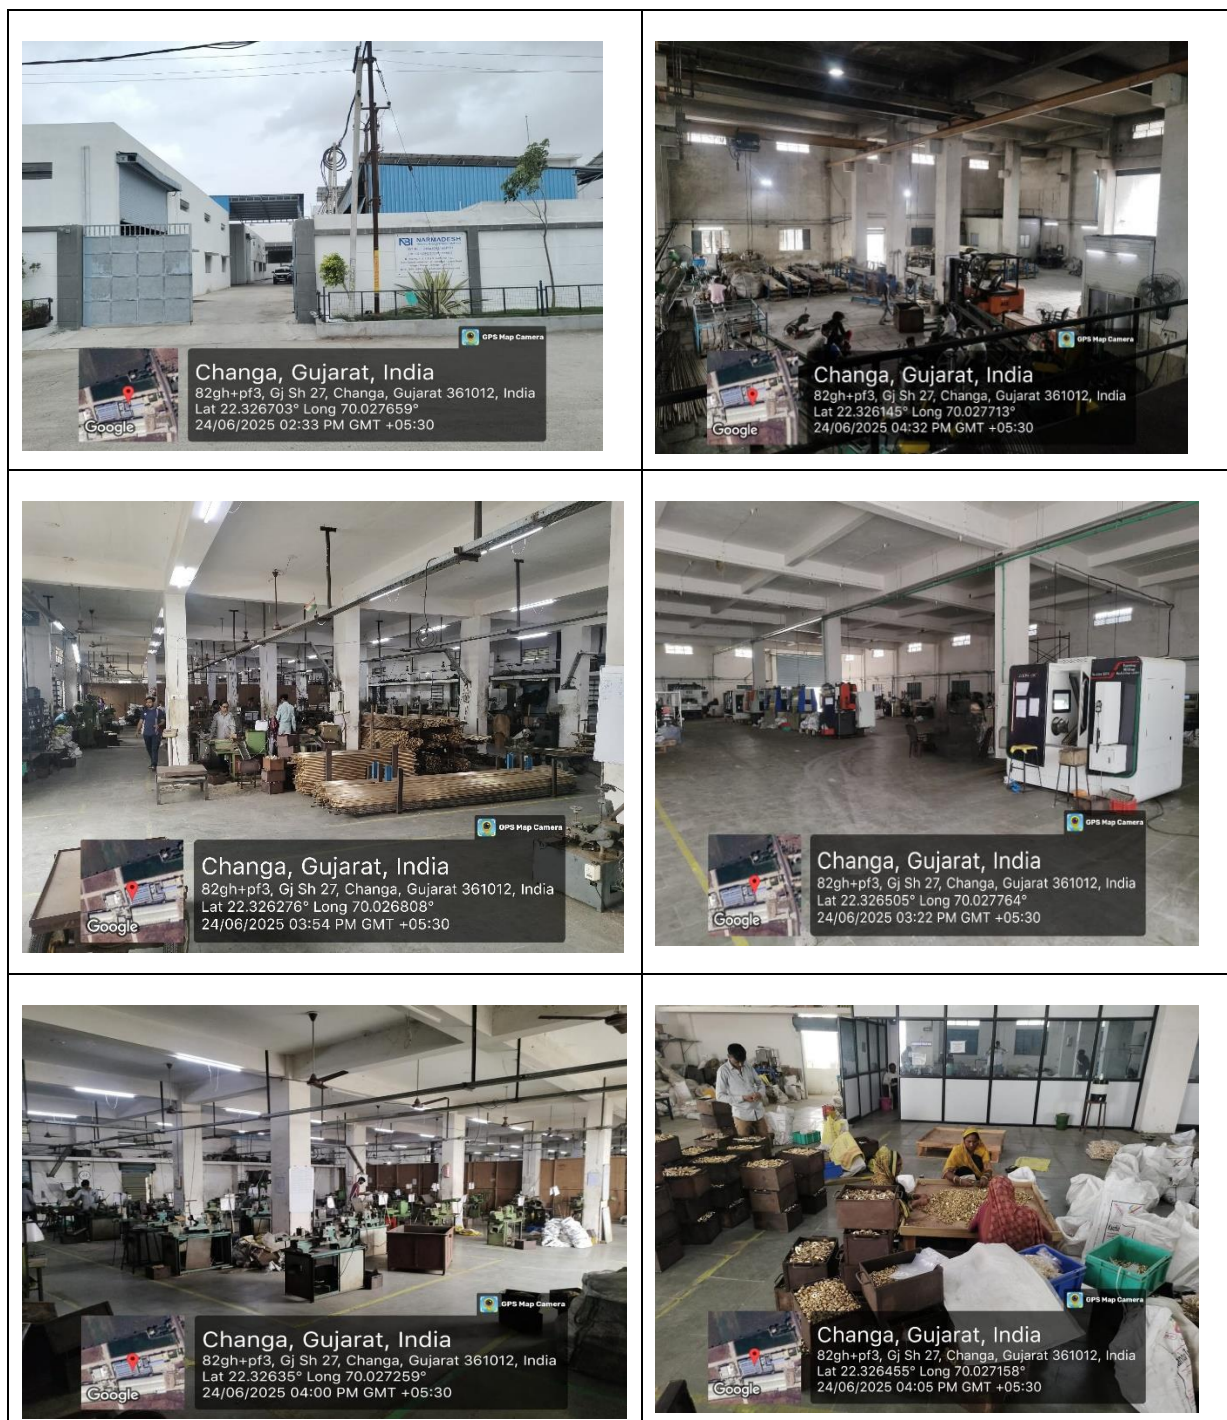 NBI NARMADESH
GPS Map Camera
Changa, Gujarat, India
82gh+pf3, Gj Sh 27, Changa, Gujarat 361012, India
Lat 22.326703° Long 70.027659°
24/06/2025 02:33 PM GMT +05:30
Google
GPS Map Camera
Changa, Gujarat, India
82gh+pf3, Gj Sh 27, Changa, Gujarat 361012, India
Lat 22.326145° Long 70.027713°
24/06/2025 04:32 PM GMT +05:30
Google
GPS Map Camera
Changa, Gujarat, India
82gh+pf3, Gj Sh 27, Changa, Gujarat 361012, India
Lat 22.326276° Long 70.026808°
24/06/2025 03:54 PM GMT +05:30
Google
GPS Map Camera
Changa, Gujarat, India
82gh+pf3, Gj Sh 27, Changa, Gujarat 361012, India
Lat 22.326505° Long 70.027764°
24/06/2025 03:22 PM GMT +05:30
Google
GPS Map Camera
Changa, Gujarat, India
82gh+pf3, Gj Sh 27, Changa, Gujarat 361012, India
Lat 22.32635° Long 70.027259°
24/06/2025 04:00 PM GMT +05:30
Google
GPS Map Camera
Changa, Gujarat, India
82gh+pf3, Gj Sh 27, Changa, Gujarat 361012, India
Lat 22.326455° Long 70.027158°
24/06/2025 04:05 PM GMT +05:30
Google